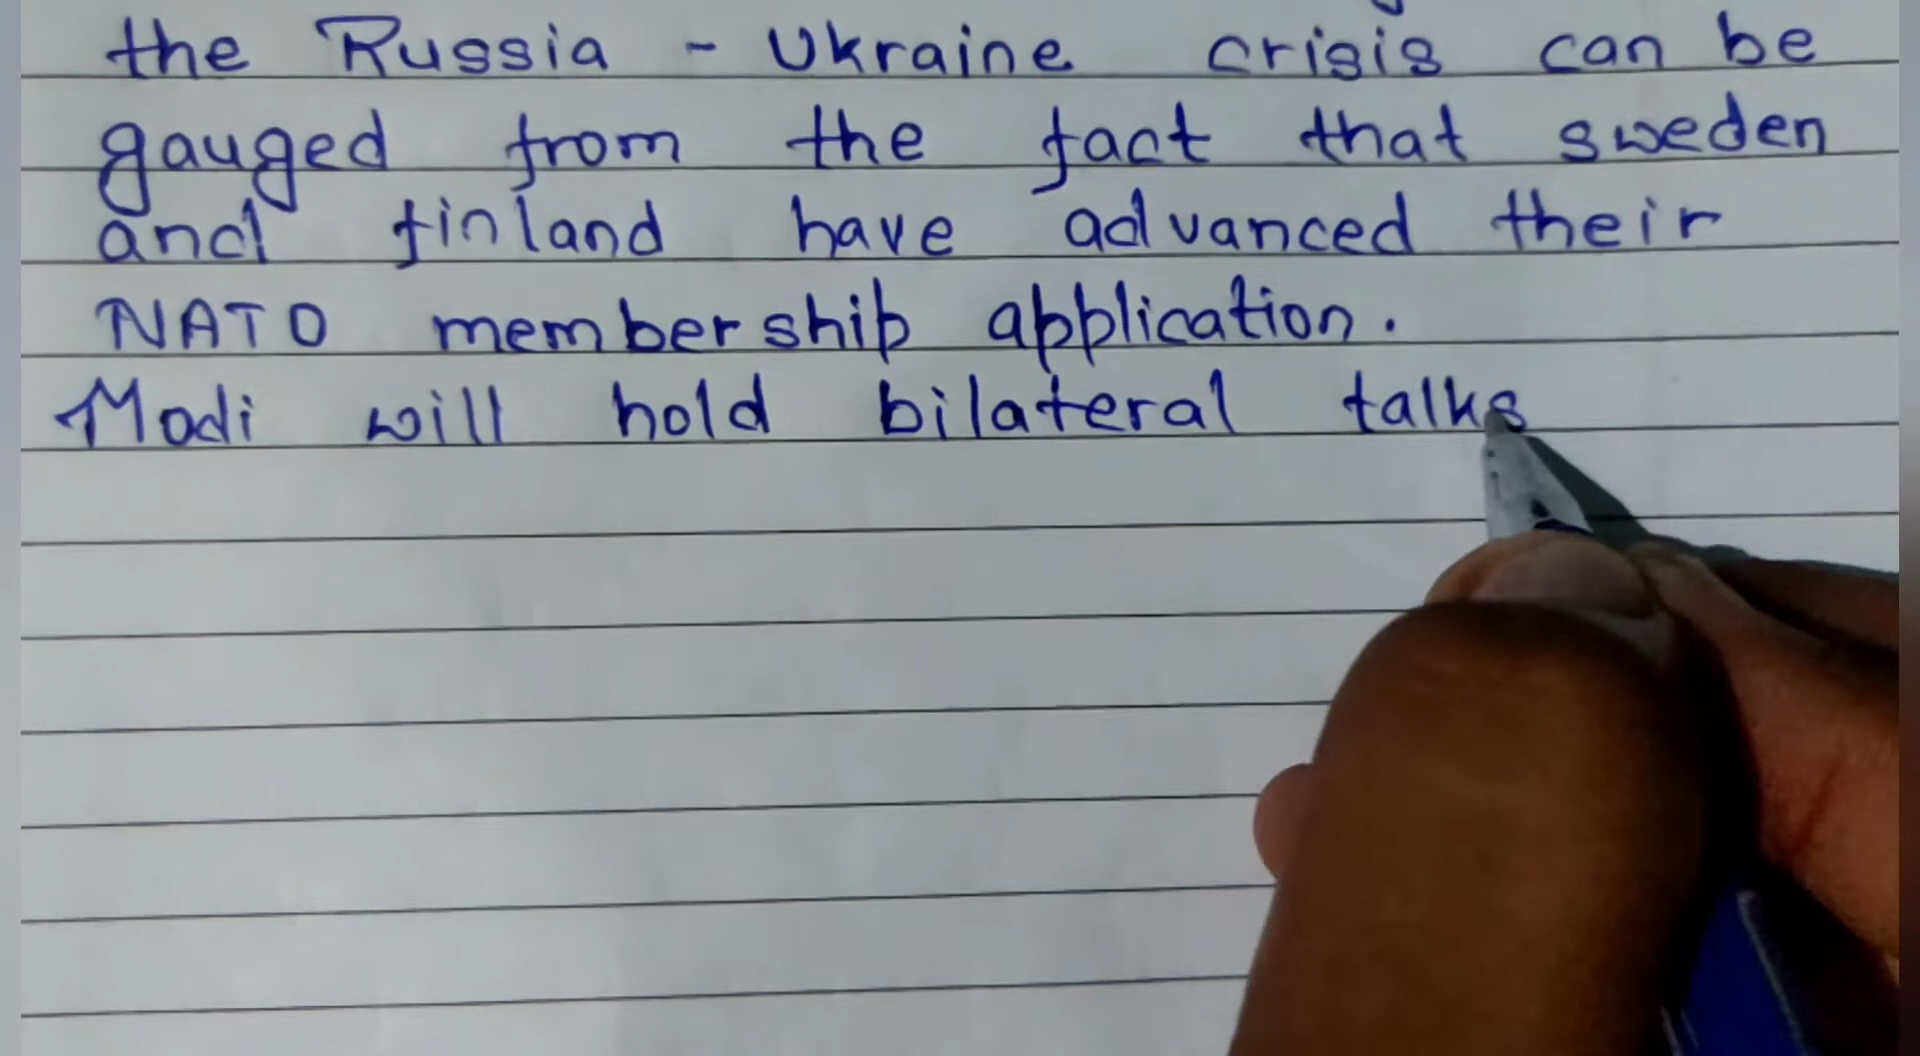 the Russia - Ukraine crisis can be
gauged from the fact that sweden
and finland have advanced their
NATO membership application.
Modi will hold bilateral talks